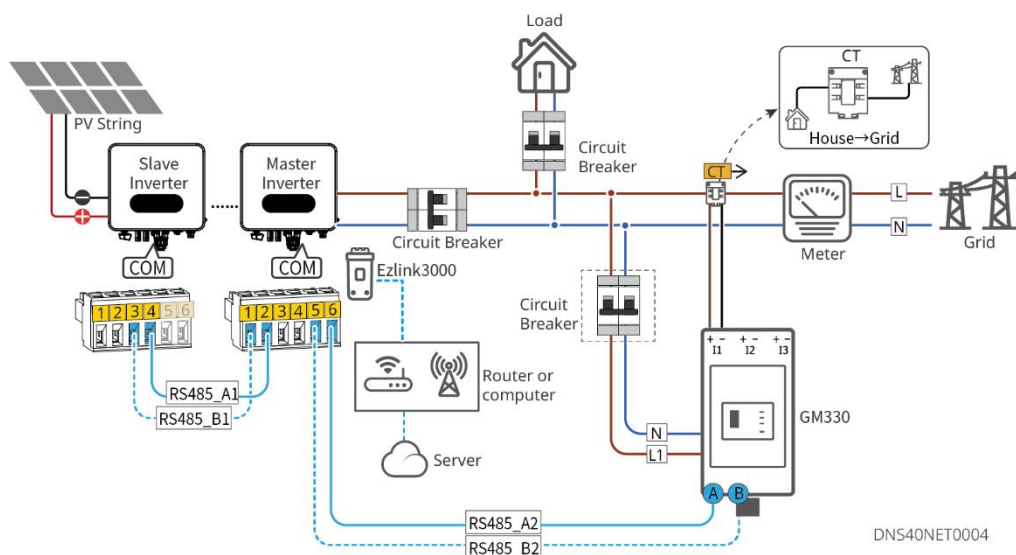 Load
CT
House→Grid
PV String
Slave
Inverter
Master
Inverter
Circuit
Breaker
CT
L
N
Circuit Breaker
Meter
Grid
COM
COM
Ezlink3000
1 2 3 4 5 6
1 2 3 4 5 6
Circuit
Breaker
+ - + - + -
I1 I2 I3
Router or
computer
GM330
RS485_A1
RS485_B1
N
L1
Server
A B
RS485_A2
RS485_B2
DNS40NET0004